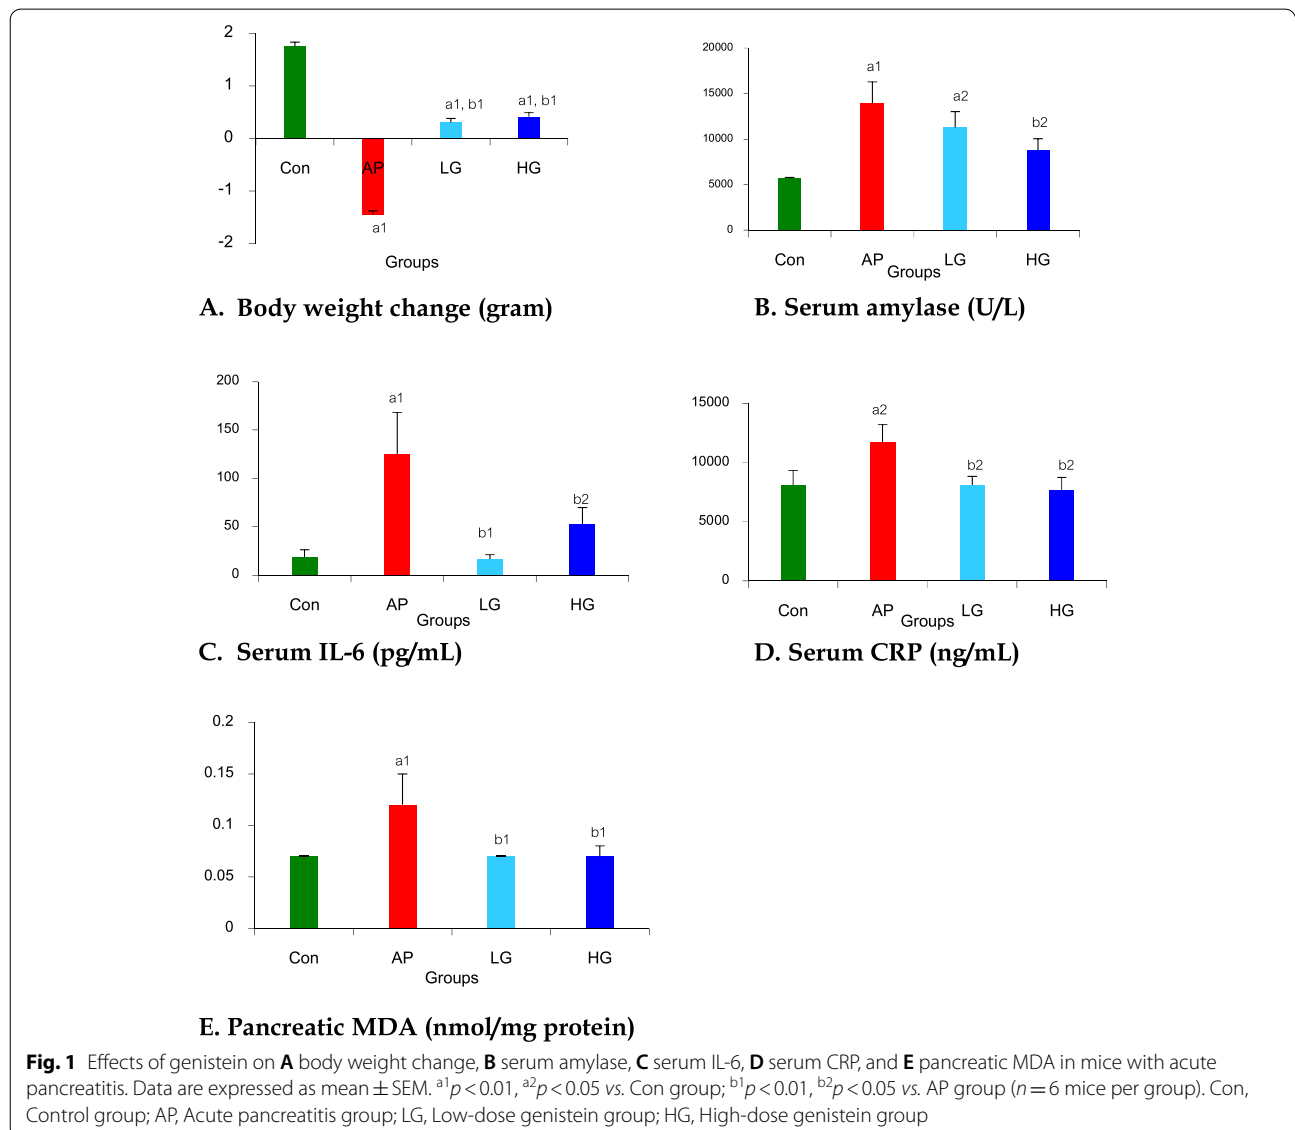 2
1
0
-1
-2
a1
a1, b1
a1, b1
Con
AP
LG
HG
Groups
A. Body weight change (gram)
20000
15000
10000
5000
0
a1
a2
b2
Con
AP
LG
HG
Groups
B. Serum amylase (U/L)
200
150
100
50
0
a1
b1
b2
Con
AP
LG
HG
Groups
C. Serum IL-6 (pg/mL)
15000
10000
5000
0
a2
b2
b2
Con
AP
LG
HG
Groups
D. Serum CRP (ng/mL)
0.2
0.15
0.1
0.05
0
a1
b1
b1
Con
AP
LG
HG
Groups
E. Pancreatic MDA (nmol/mg protein)
Fig. 1 Effects of genistein on A body weight change, B serum amylase, C serum IL-6, D serum CRP, and E pancreatic MDA in mice with acute
pancreatitis. Data are expressed as mean ± SEM. a1p < 0.01, a2p < 0.05 vs. Con group; b1p < 0.01, b2p < 0.05 vs. AP group (n = 6 mice per group). Con,
Control group; AP, Acute pancreatitis group; LG, Low-dose genistein group; HG, High-dose genistein group